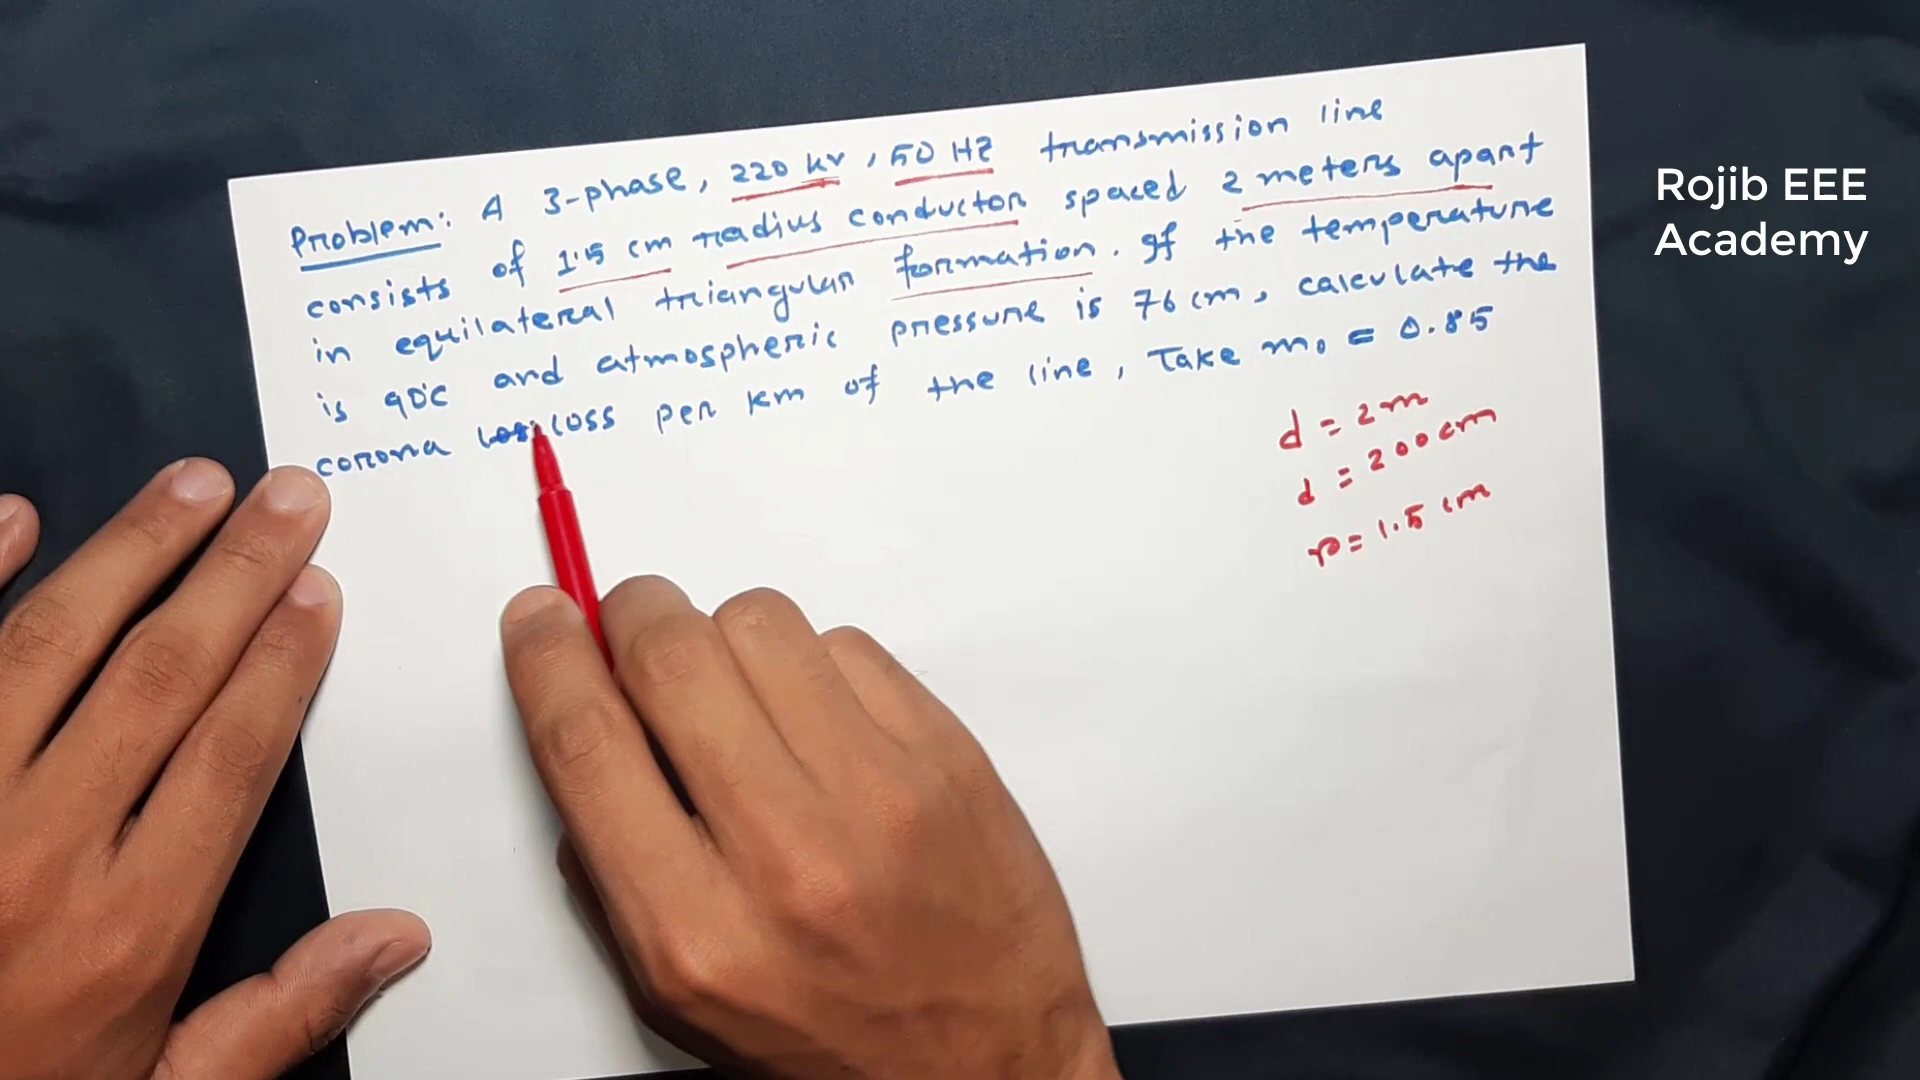 Problem: A 3-phase, 220 kv, 50 Hz transmission line
consists of 1.5 cm radius conductor spaced 2 meters apart
in equilateral triangular formation. If the temperature
is 40°C and atmospheric pressure is 76 cm, calculate the
corona loss per km of the line, Take m₀ = 0.85
d = 2m
d = 200cm
r = 1.5 cm
Rojib EEE
Academy